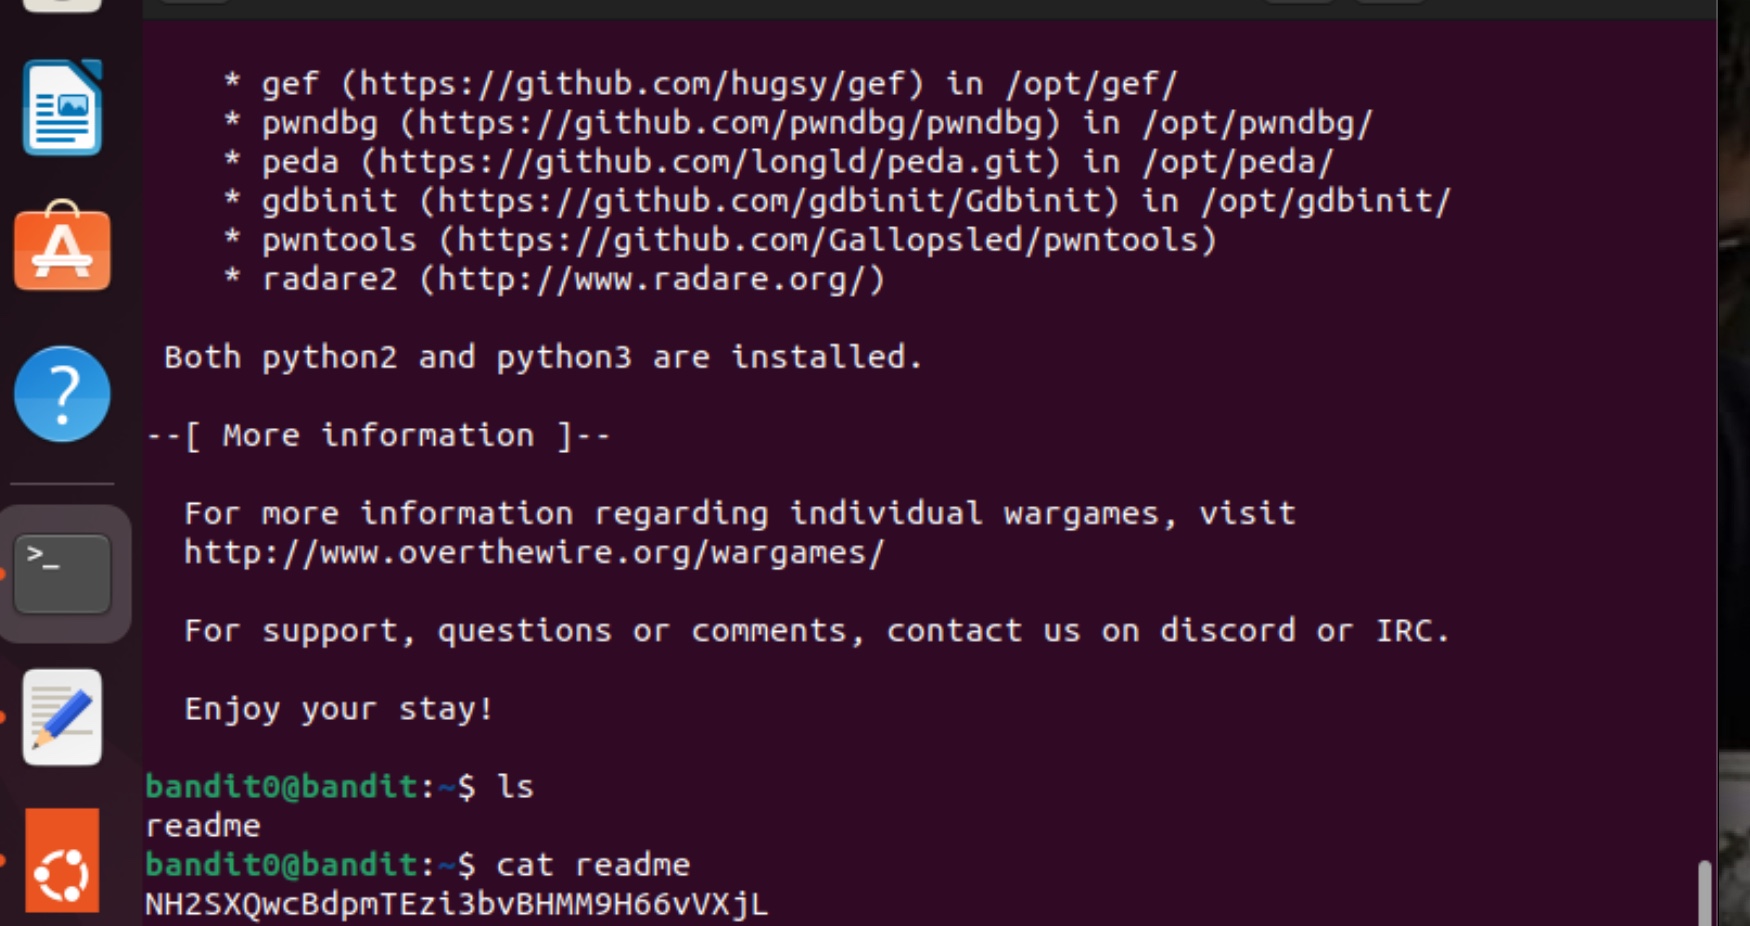 * gef (https://github.com/hugsy/gef) in /opt/gef/
* pwndbg (https://github.com/pwndbg/pwndbg) in /opt/pwndbg/
* peda (https://github.com/longld/peda.git) in /opt/peda/
* gdbinit (https://github.com/gdbinit/Gdbinit) in /opt/gdbinit/
* pwntools (https://github.com/Gallopsled/pwntools)
* radare2 (http://www.radare.org/)
Both python2 and python3 are installed.
--[ More information ]--
For more information regarding individual wargames, visit
http://www.overthewire.org/wargames/
For support, questions or comments, contact us on discord or IRC.
Enjoy your stay!
bandit0@bandit:~$ ls
readme
bandit0@bandit:~$ cat readme
NH2SXQwcBdpmTEzi3bvBHMM9H66vVXjL